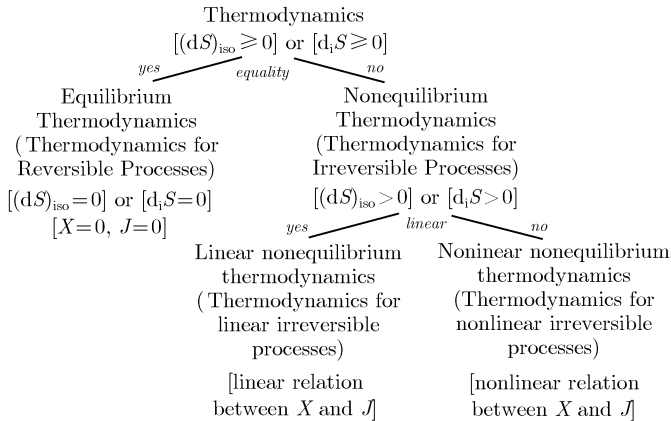 Thermodynamics
[(dS)iso⩾0] or [diS⩾0]
yes
equality
no
Equilibrium
Thermodynamics
( Thermodynamics for
Reversible Processes)
[(dS)iso=0] or [diS=0]
[X=0, J=0]
Nonequilibrium
Thermodynamics
(Thermodynamics for
Irreversible Processes)
[(dS)iso>0] or [diS>0]
yes
linear
no
Linear nonequilibrium
thermodynamics
( Thermodynamics for
linear irreversible
processes)
[linear relation
between X and J]
Noninear nonequilibrium
thermodynamics
(Thermodynamics for
nonlinear irreversible
processes)
[nonlinear relation
between X and J]